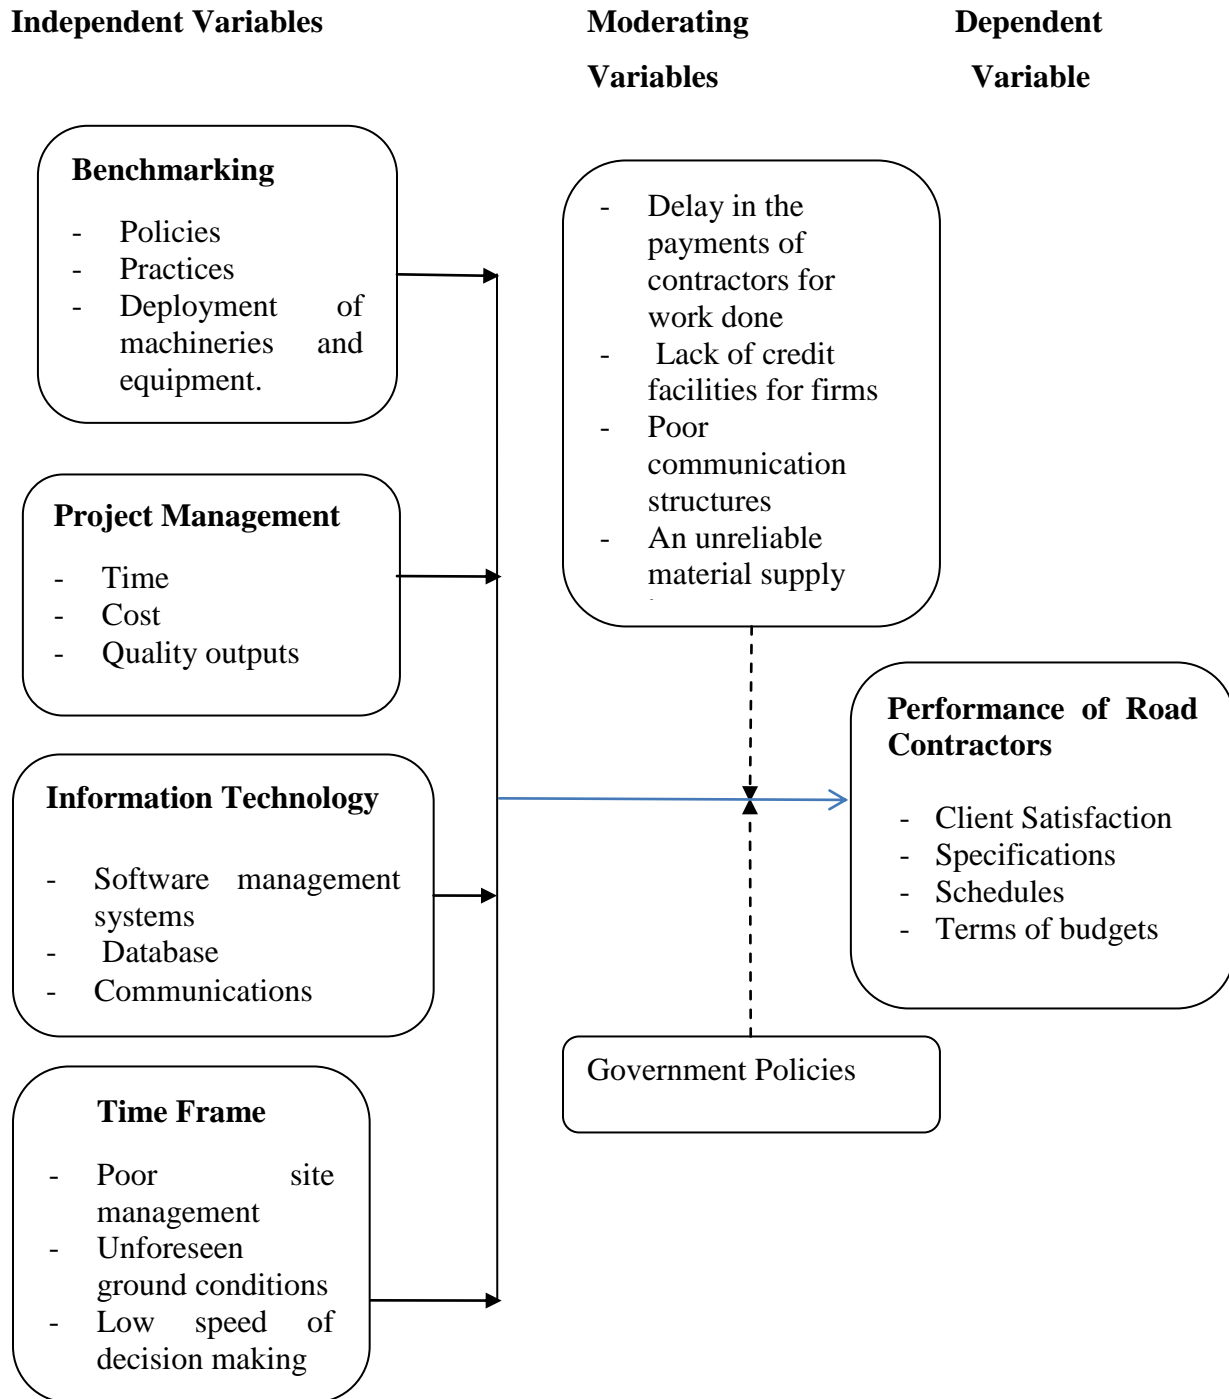 Independent Variables
Moderating
Variables
Dependent
Variable
Benchmarking
- Policies
- Practices
- Deployment of
machineries and
equipment.
Project Management
- Time
- Cost
- Quality outputs
Information Technology
- Software management
systems
- Database
- Communications
Time Frame
- Poor site
management
- Unforeseen
ground conditions
- Low speed of
decision making
- Delay in the
payments of
contractors for
work done
- Lack of credit
facilities for firms
- Poor
communication
structures
- An unreliable
material supply
Government Policies
Performance of Road
Contractors
- Client Satisfaction
- Specifications
- Schedules
- Terms of budgets